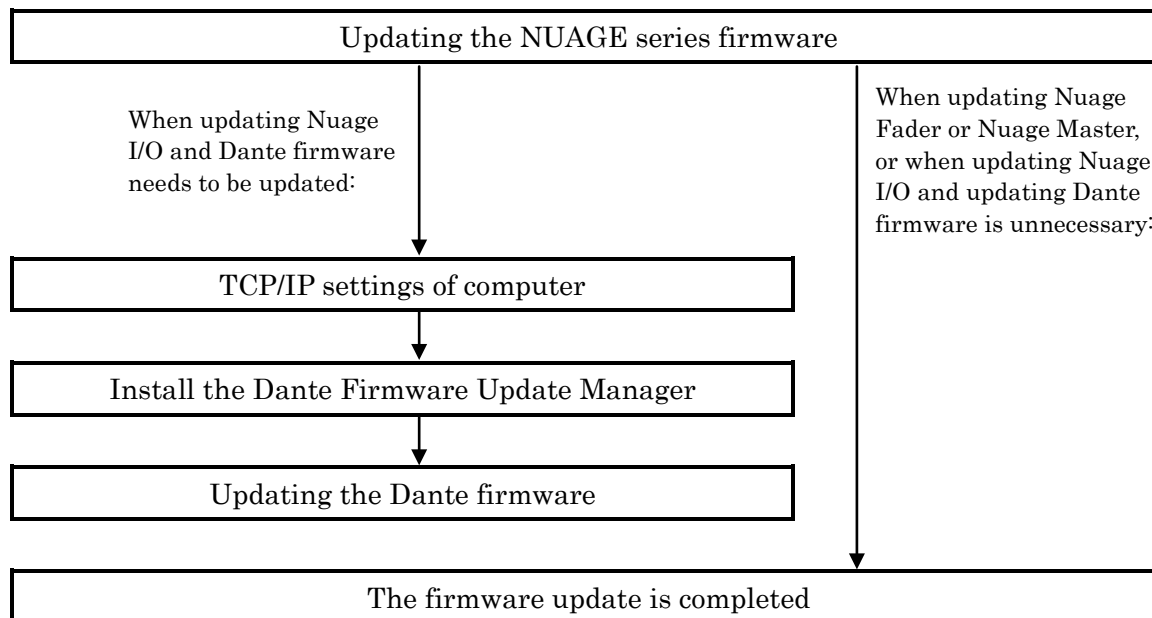 Updating the NUAGE series firmware
When updating Nuage
I/O and Dante firmware
needs to be updated:
When updating Nuage
Fader or Nuage Master,
or when updating Nuage
I/O and updating Dante
firmware is unnecessary:
TCP/IP settings of computer
Install the Dante Firmware Update Manager
Updating the Dante firmware
The firmware update is completed